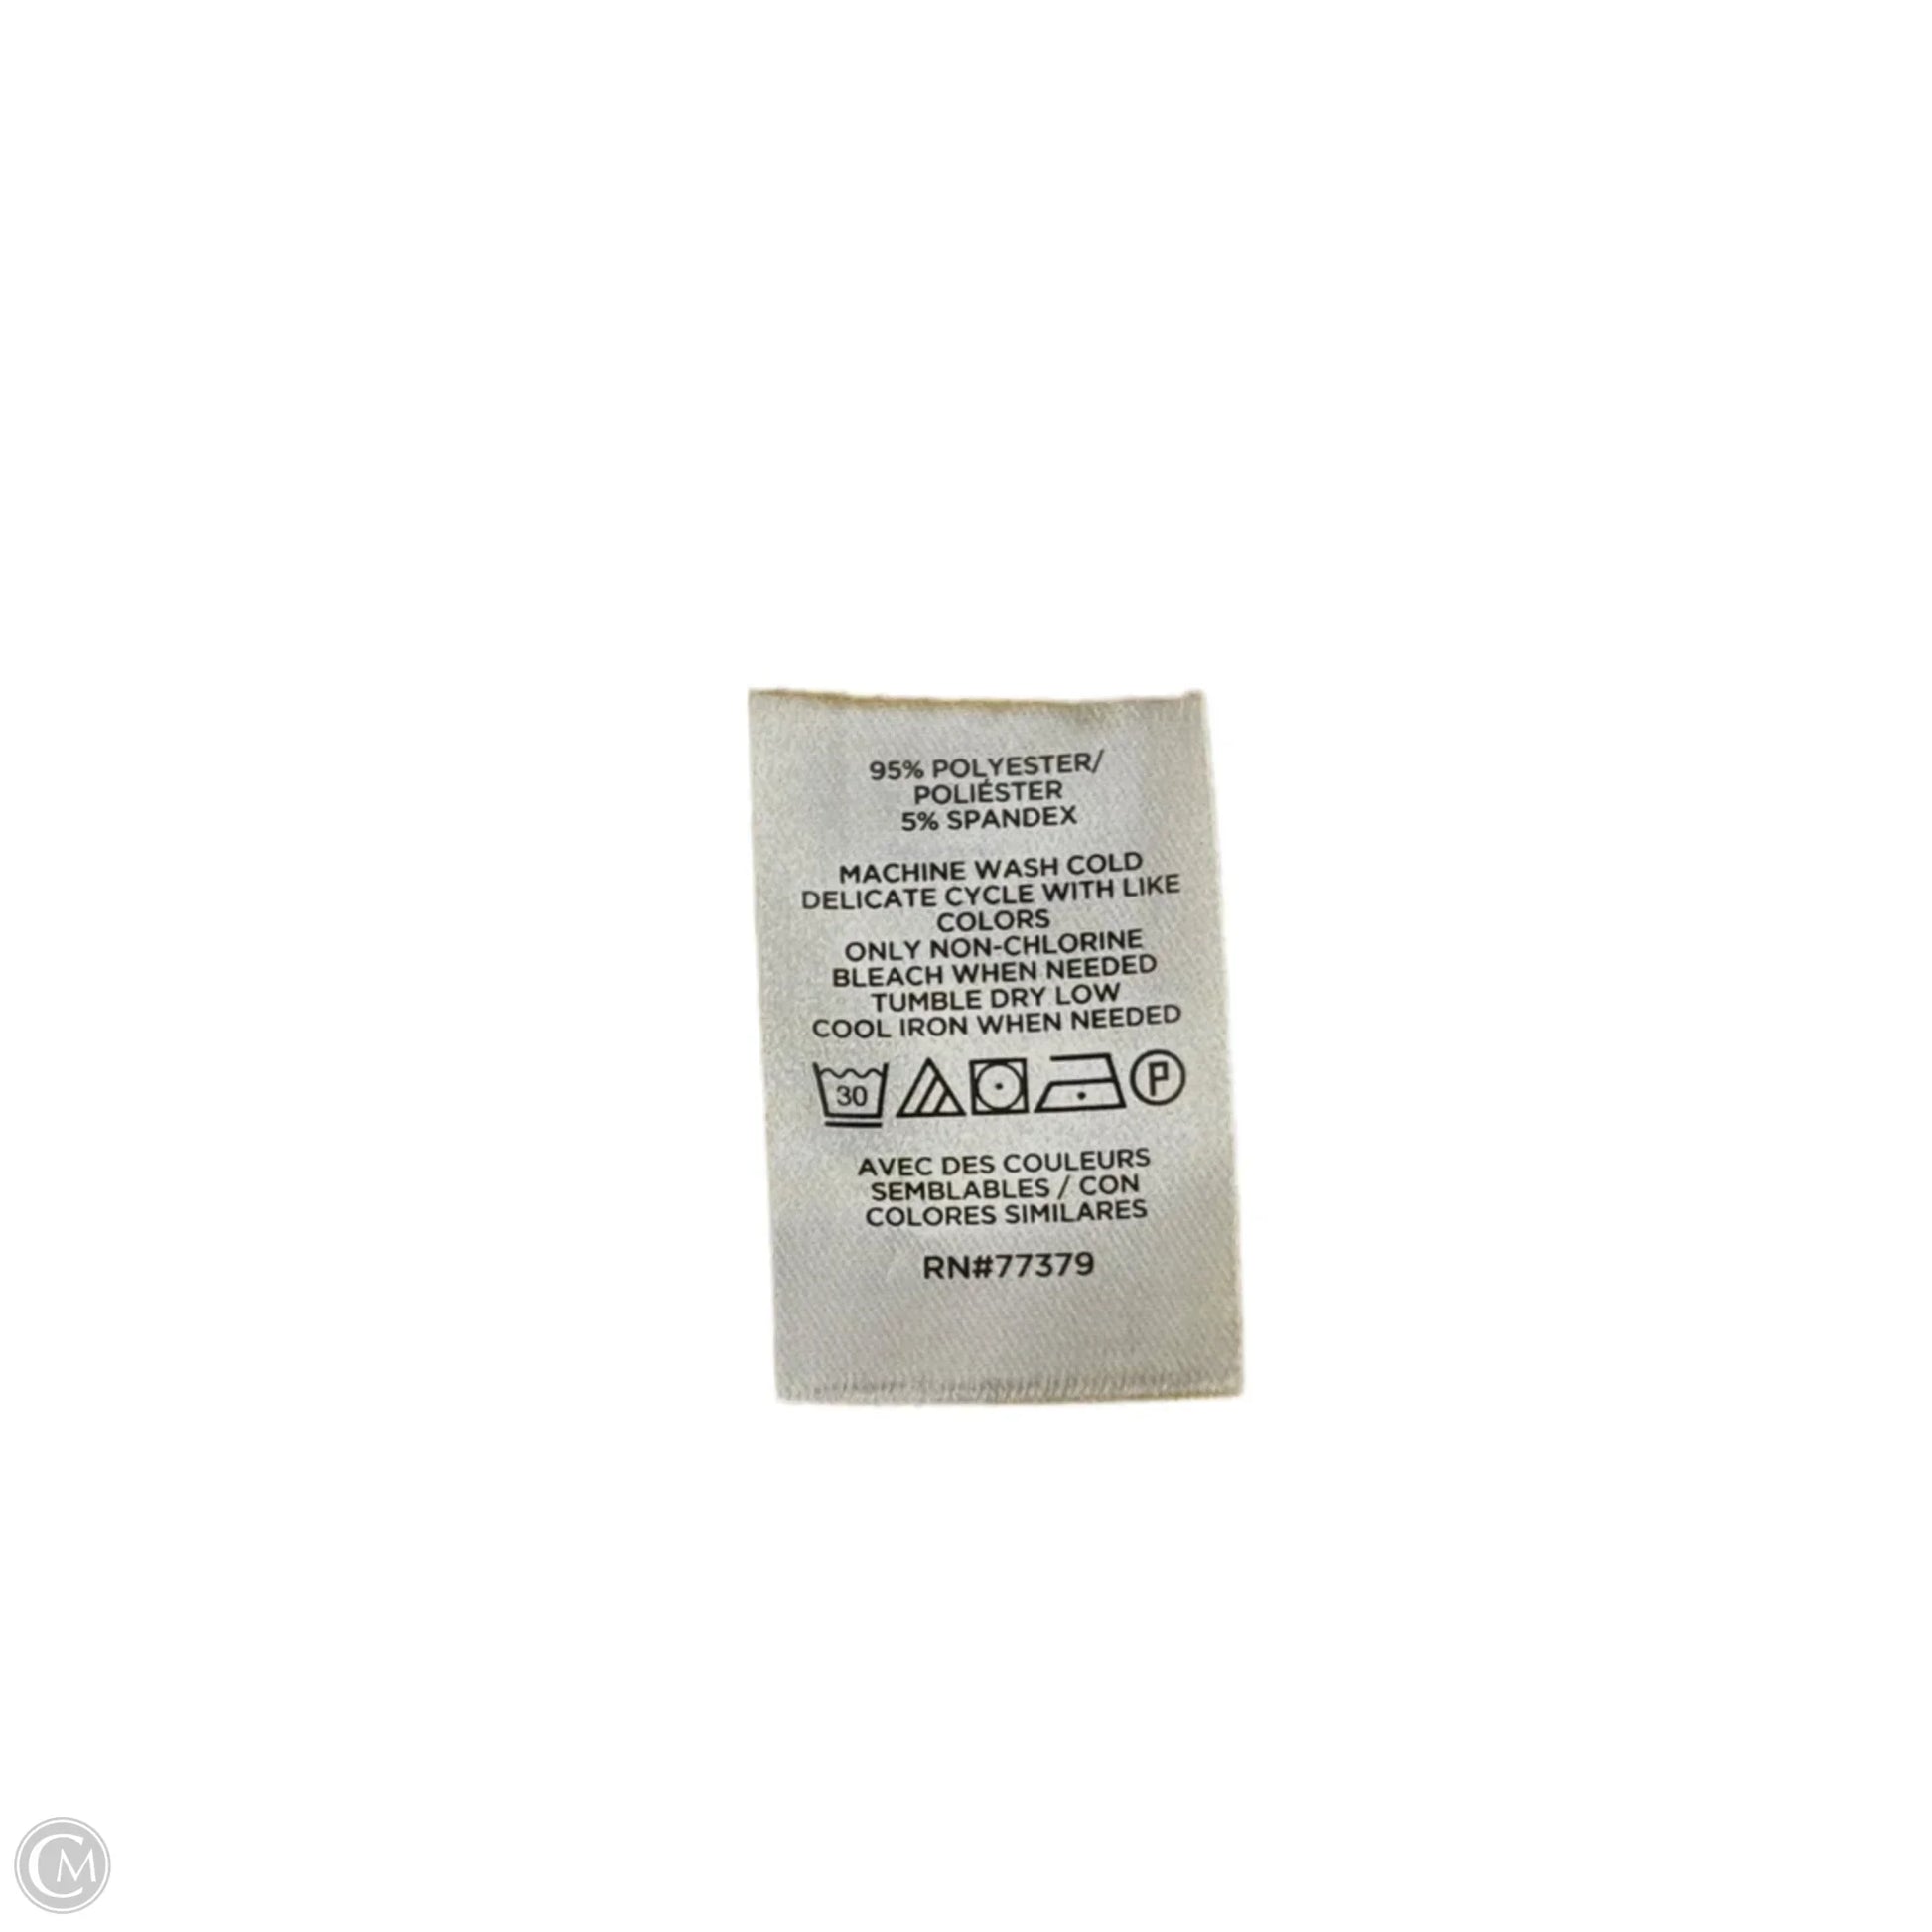 95% POLYESTER/
POLIÉSTER
5% SPANDEX
MACHINE WASH COLD
DELICATE CYCLE WITH LIKE
COLORS
ONLY NON-CHLORINE
BLEACH WHEN NEEDED
TUMBLE DRY LOW
COOL IRON WHEN NEEDED
30 P
AVEC DES COULEURS
SEMBLABLES / CON
COLORES SIMILARES
RN#77379
CM